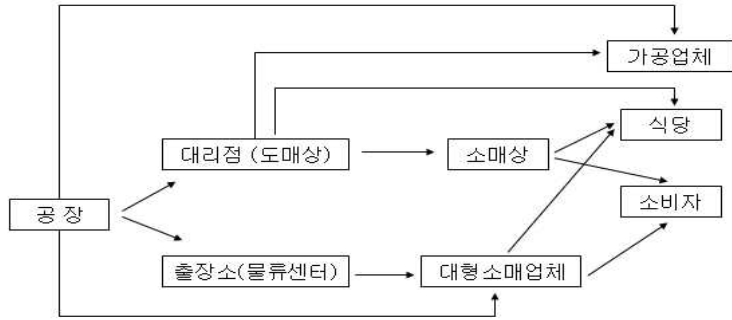 가공업체
식당
대리점 (도매상)
소매상
소비자
공 장
출장소(물류센터)
대형소매업체